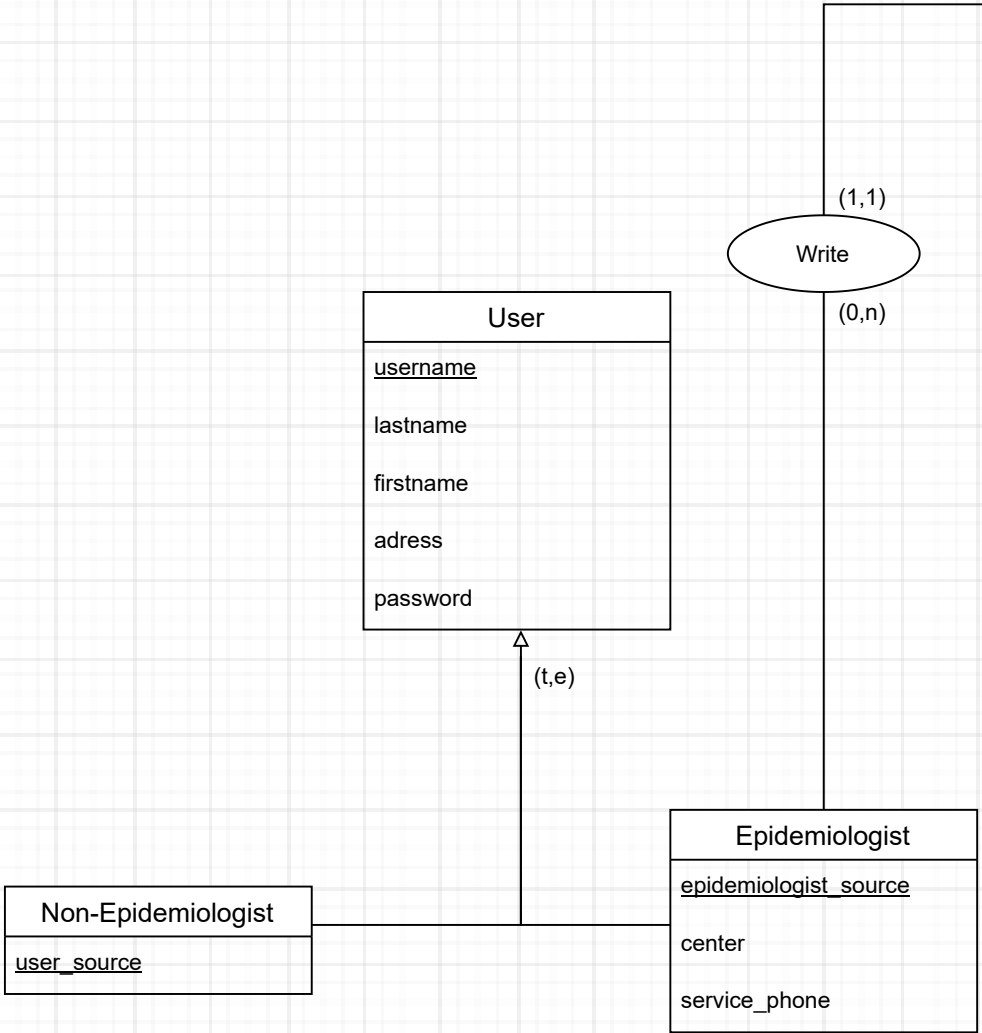 (1,1)
Write
(0,n)
User
username
lastname
firstname
adress
password
(t,e)
Non-Epidemiologist
user_source
Epidemiologist
epidemiologist_source
center
service_phone